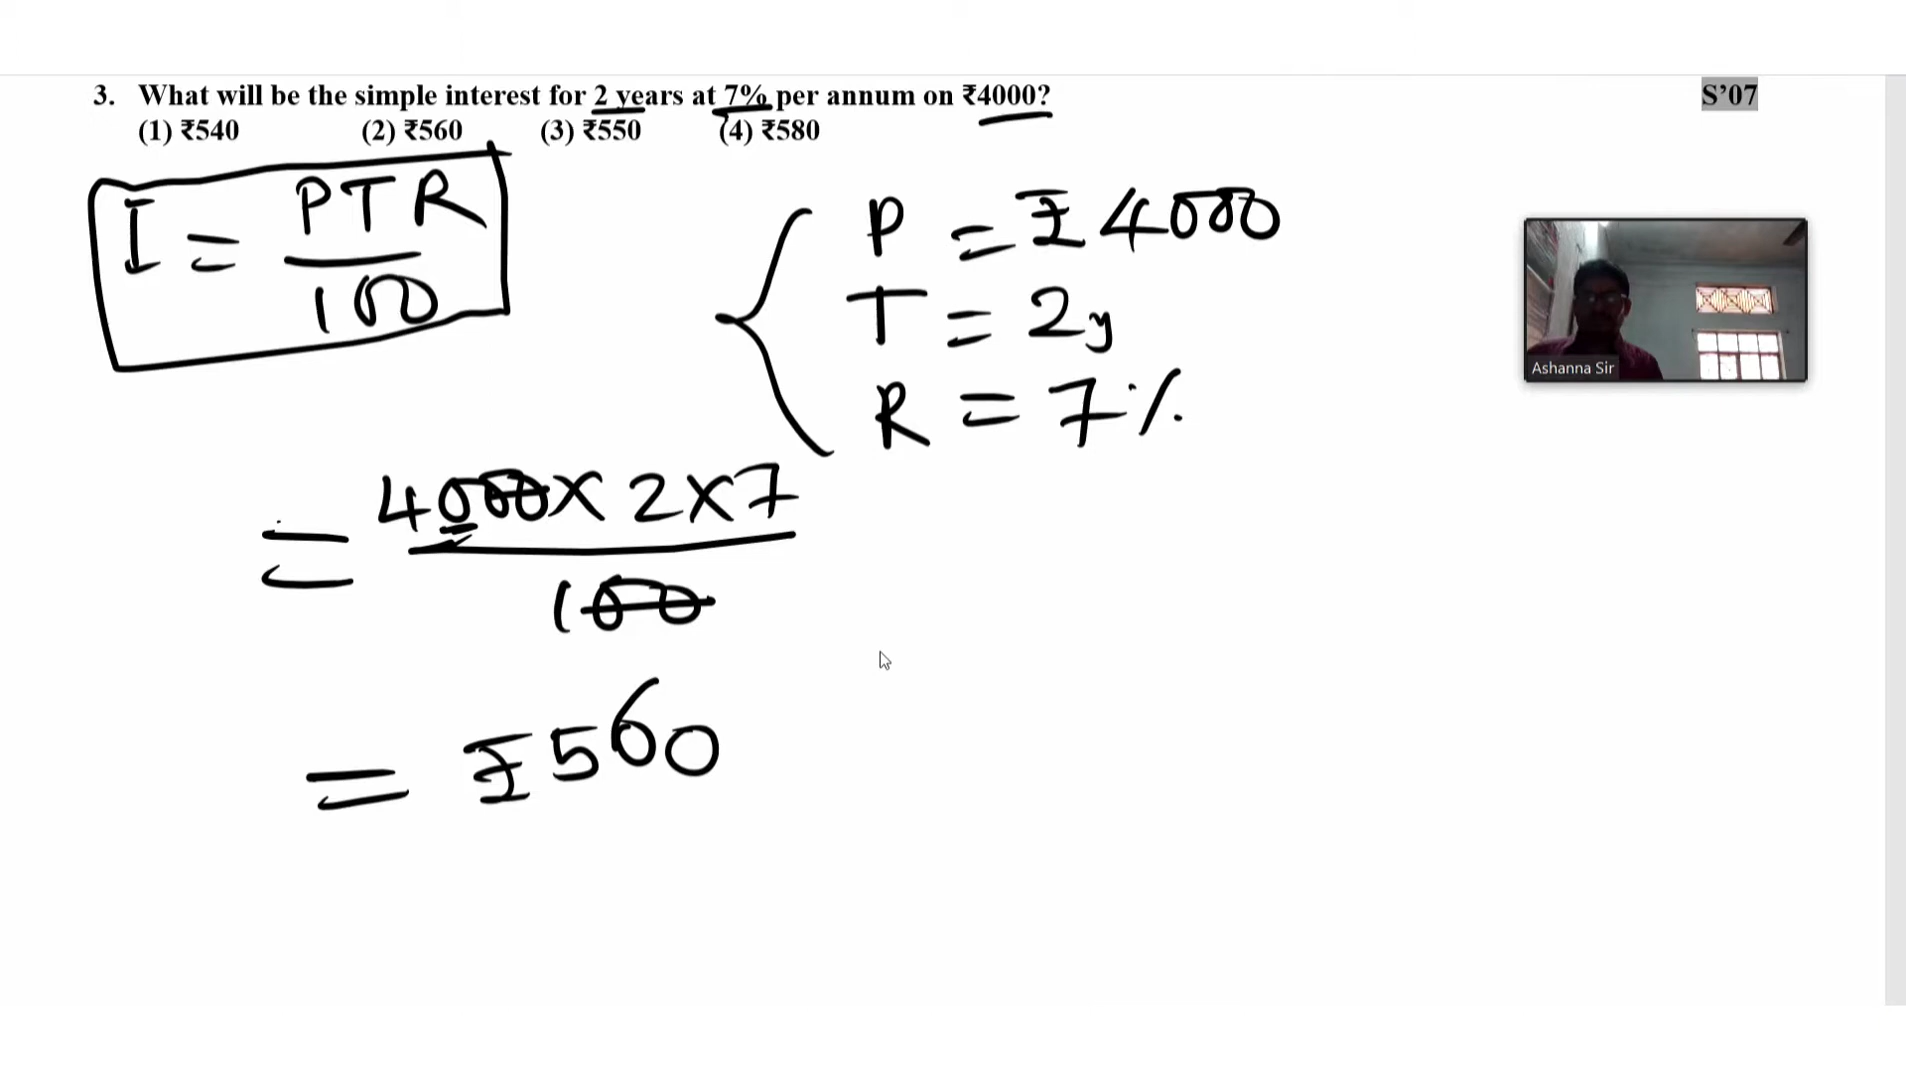 3. What will be the simple interest for 2 years at 7% per annum on ₹4000? S’07
(1) ₹540 (2) ₹560 (3) ₹550 (4) ₹580
I = PTR
100
P = ₹4000
T = 2y
R = 7%
Ashanna Sir
= 4000 x 2 x 7
100
= ₹560